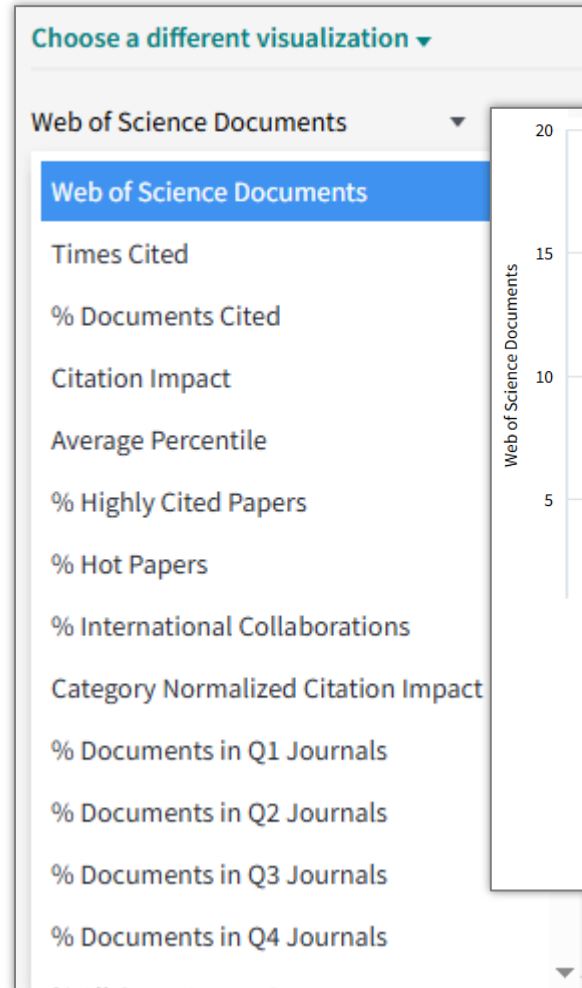 Choose a different visualization
Web of Science Documents
Web of Science Documents
Times Cited
% Documents Cited
Citation Impact
Average Percentile
% Highly Cited Papers
% Hot Papers
% International Collaborations
Category Normalized Citation Impact
% Documents in Q1 Journals
% Documents in Q2 Journals
% Documents in Q3 Journals
% Documents in Q4 Journals
20
15
10
5
Web of Science Documents